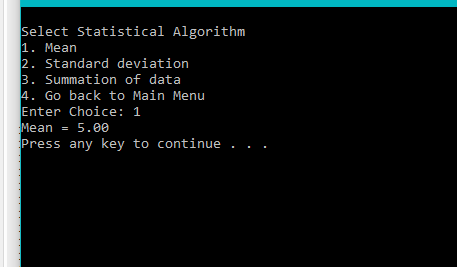 Select Statistical Algorithm
1. Mean
2. Standard deviation
3. Summation of data
4. Go back to Main Menu
Enter Choice: 1
Mean = 5.00
Press any key to continue . . .